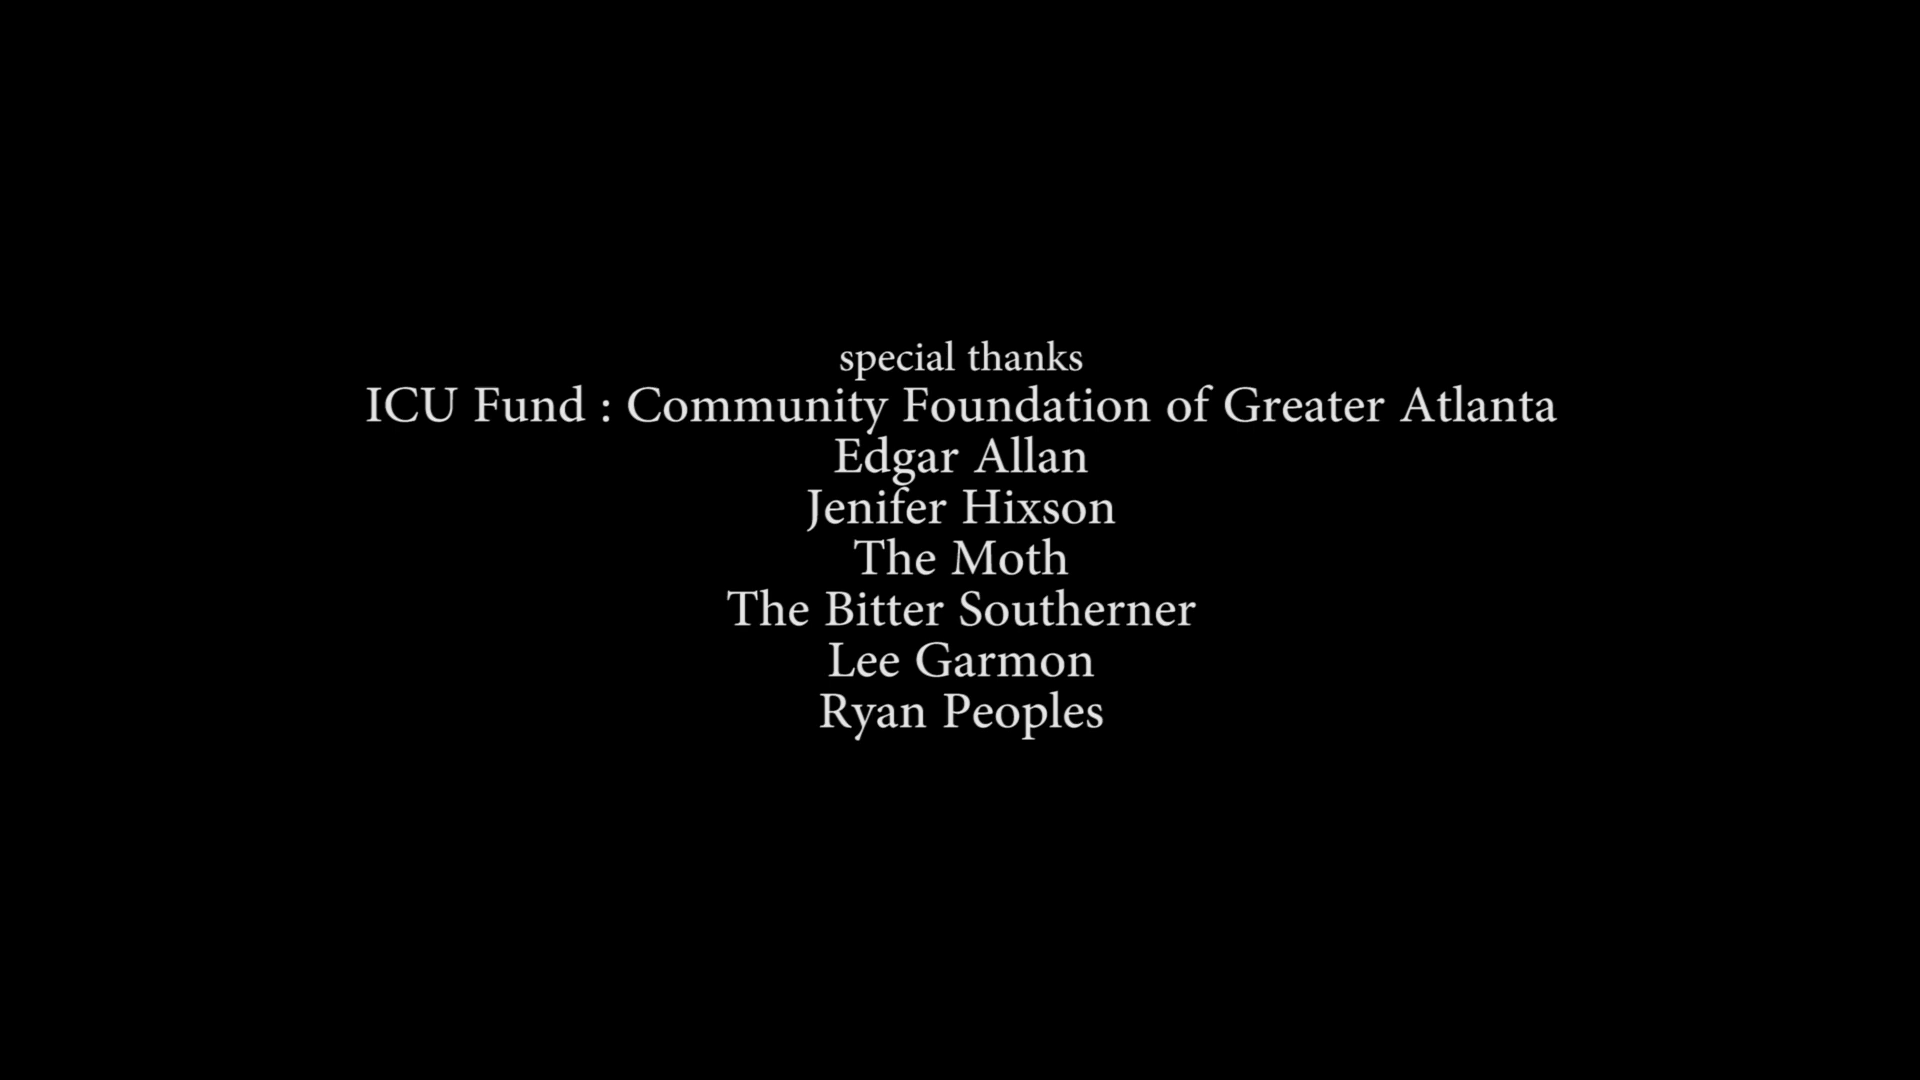 special thanks
ICU Fund : Community Foundation of Greater Atlanta
Edgar Allan
Jenifer Hixson
The Moth
The Bitter Southerner
Lee Garmon
Ryan Peoples